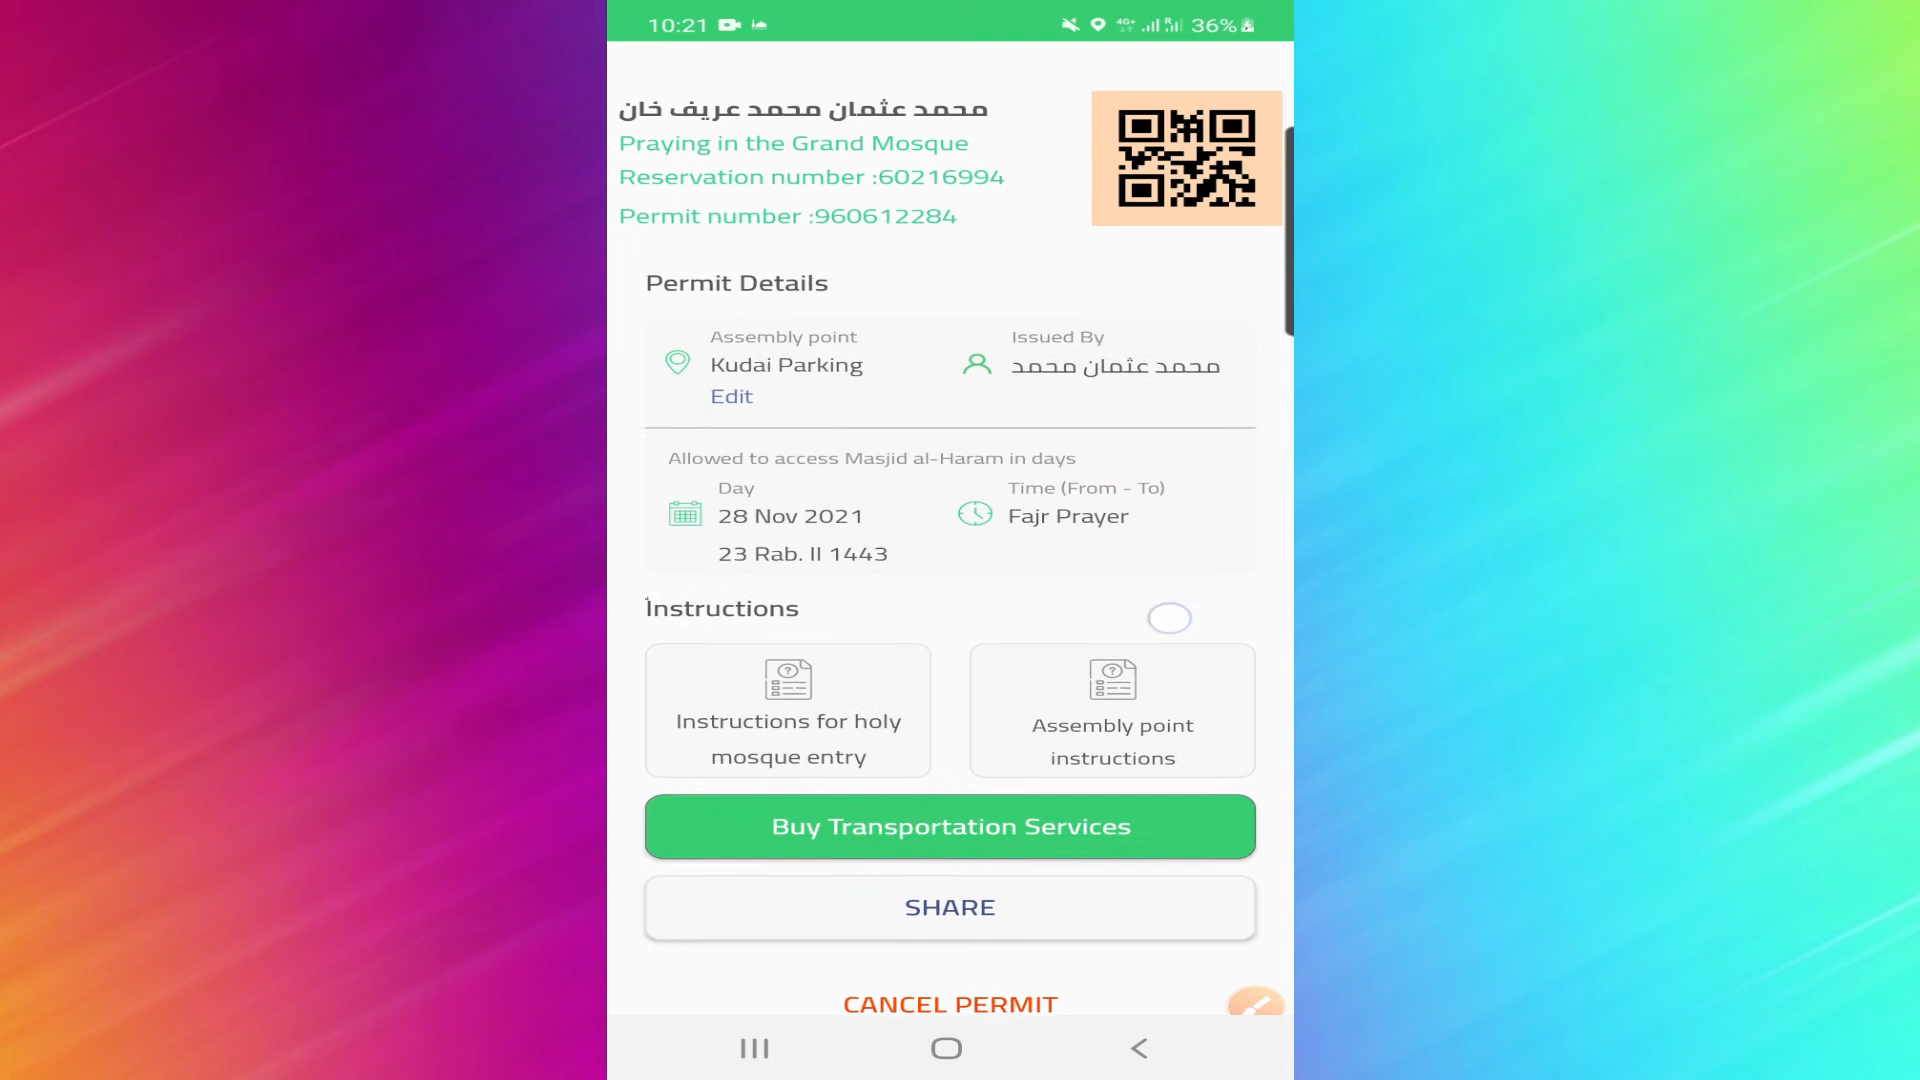 10:21
4G+ R 36%
محمد عثمان محمد عريف خان
Praying in the Grand Mosque
Reservation number :60216994
Permit number :960612284
Permit Details
Assembly point
Kudai Parking
Edit
Issued By
محمد عثمان محمد
Allowed to access Masjid al-Haram in days
Day
28 Nov 2021
23 Rab. II 1443
Time (From - To)
Fajr Prayer
Instructions
Instructions for holy
mosque entry
Assembly point
instructions
Buy Transportation Services
SHARE
CANCEL PERMIT